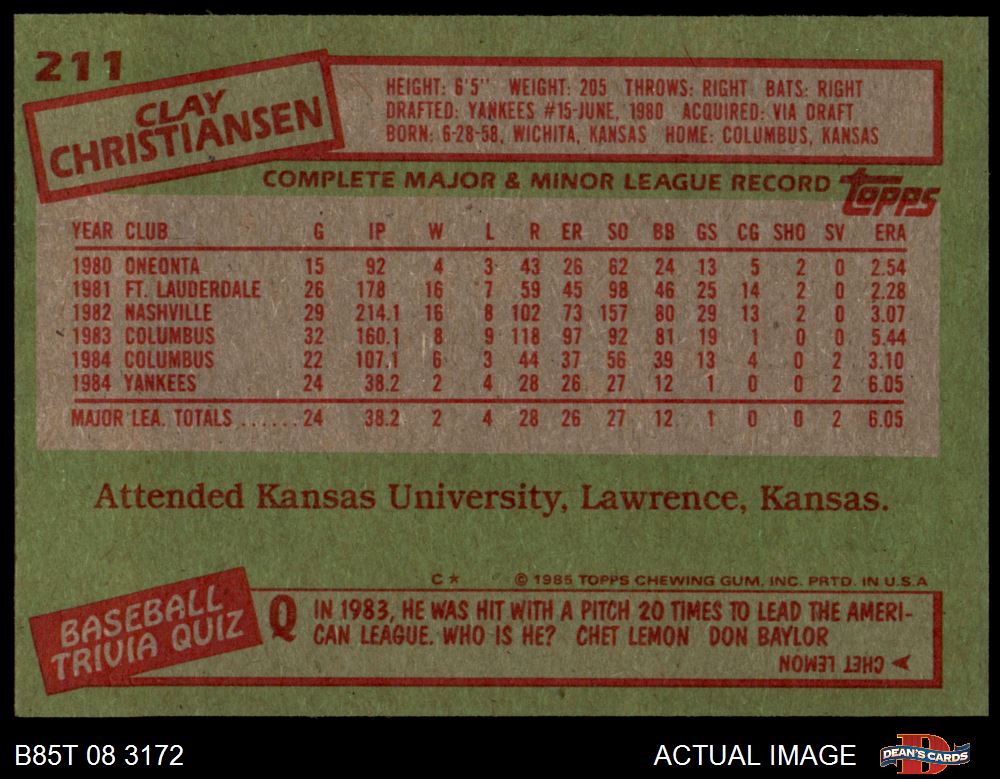 211
CLAY
CHRISTIANSEN
HEIGHT: 6'5" WEIGHT: 205 THROWS: RIGHT BATS: RIGHT
DRAFTED: YANKEES #15-JUNE, 1980 ACQUIRED: VIA DRAFT
BORN: 6-28-58, WICHITA, KANSAS HOME: COLUMBUS, KANSAS
COMPLETE MAJOR & MINOR LEAGUE RECORD topps
YEAR CLUB G IP W L R ER SO BB GS CG SHO SV ERA
1980 ONEONTA 15 92 4 3 43 26 62 24 13 5 2 0 2.54
1981 FT. LAUDERDALE 26 178 16 7 59 45 98 46 25 14 2 0 2.28
1982 NASHVILLE 29 214.1 16 8 102 73 157 80 29 13 2 0 3.07
1983 COLUMBUS 32 160.1 8 9 118 97 92 81 19 1 0 0 5.44
1984 COLUMBUS 22 107.1 6 3 44 37 56 39 13 4 0 2 3.10
1984 YANKEES 24 38.2 2 4 28 26 27 12 1 0 0 2 6.05
MAJOR LEA. TOTALS ...... 24 38.2 2 4 28 26 27 12 1 0 0 2 6.05
Attended Kansas University, Lawrence, Kansas.
C* © 1985 TOPPS CHEWING GUM, INC. PRTD. IN U.S.A
BASEBALL
TRIVIA QUIZ
Q IN 1983, HE WAS HIT WITH A PITCH 20 TIMES TO LEAD THE AMERI-
CAN LEAGUE. WHO IS HE? CHET LEMON DON BAYLOR
CHET LEMON
B85T 08 3172 ACTUAL IMAGE DEAN'S CARDS